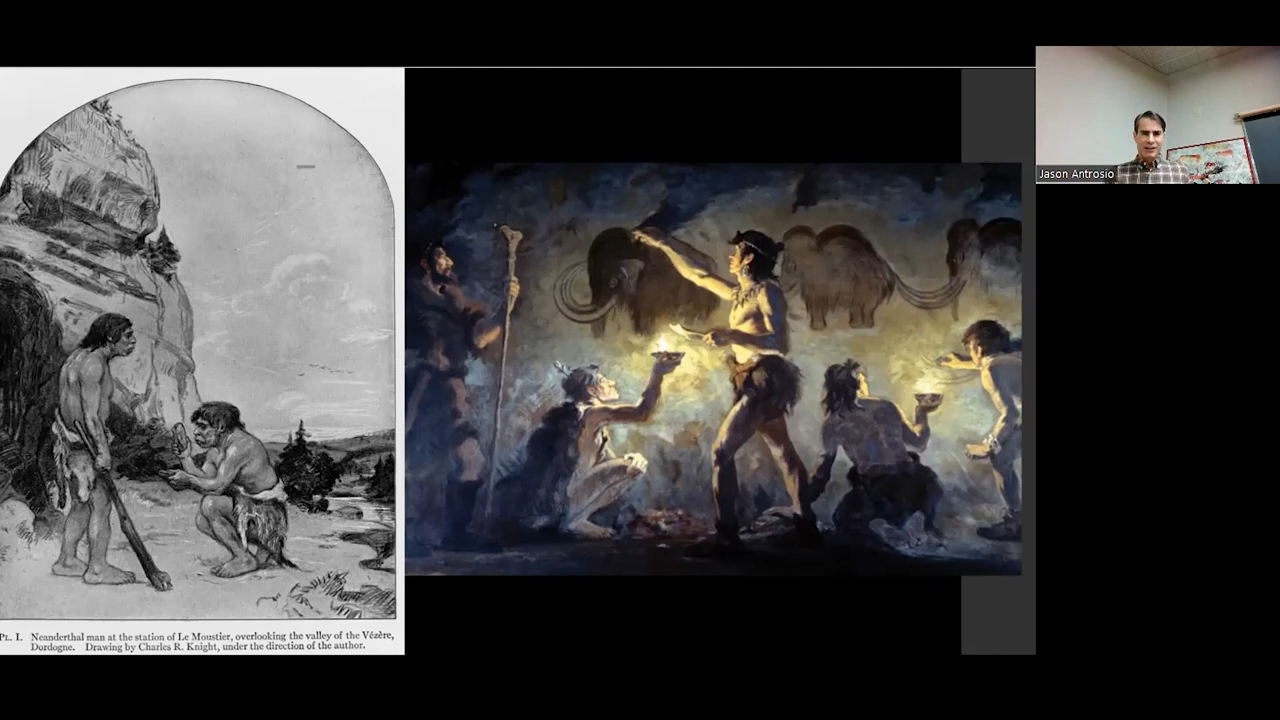 PL. I. Neanderthal man at the station of Le Moustier, overlooking the valley of the Vézère,
Dordogne. Drawing by Charles R. Knight, under the direction of the author.
Jason Antrosio